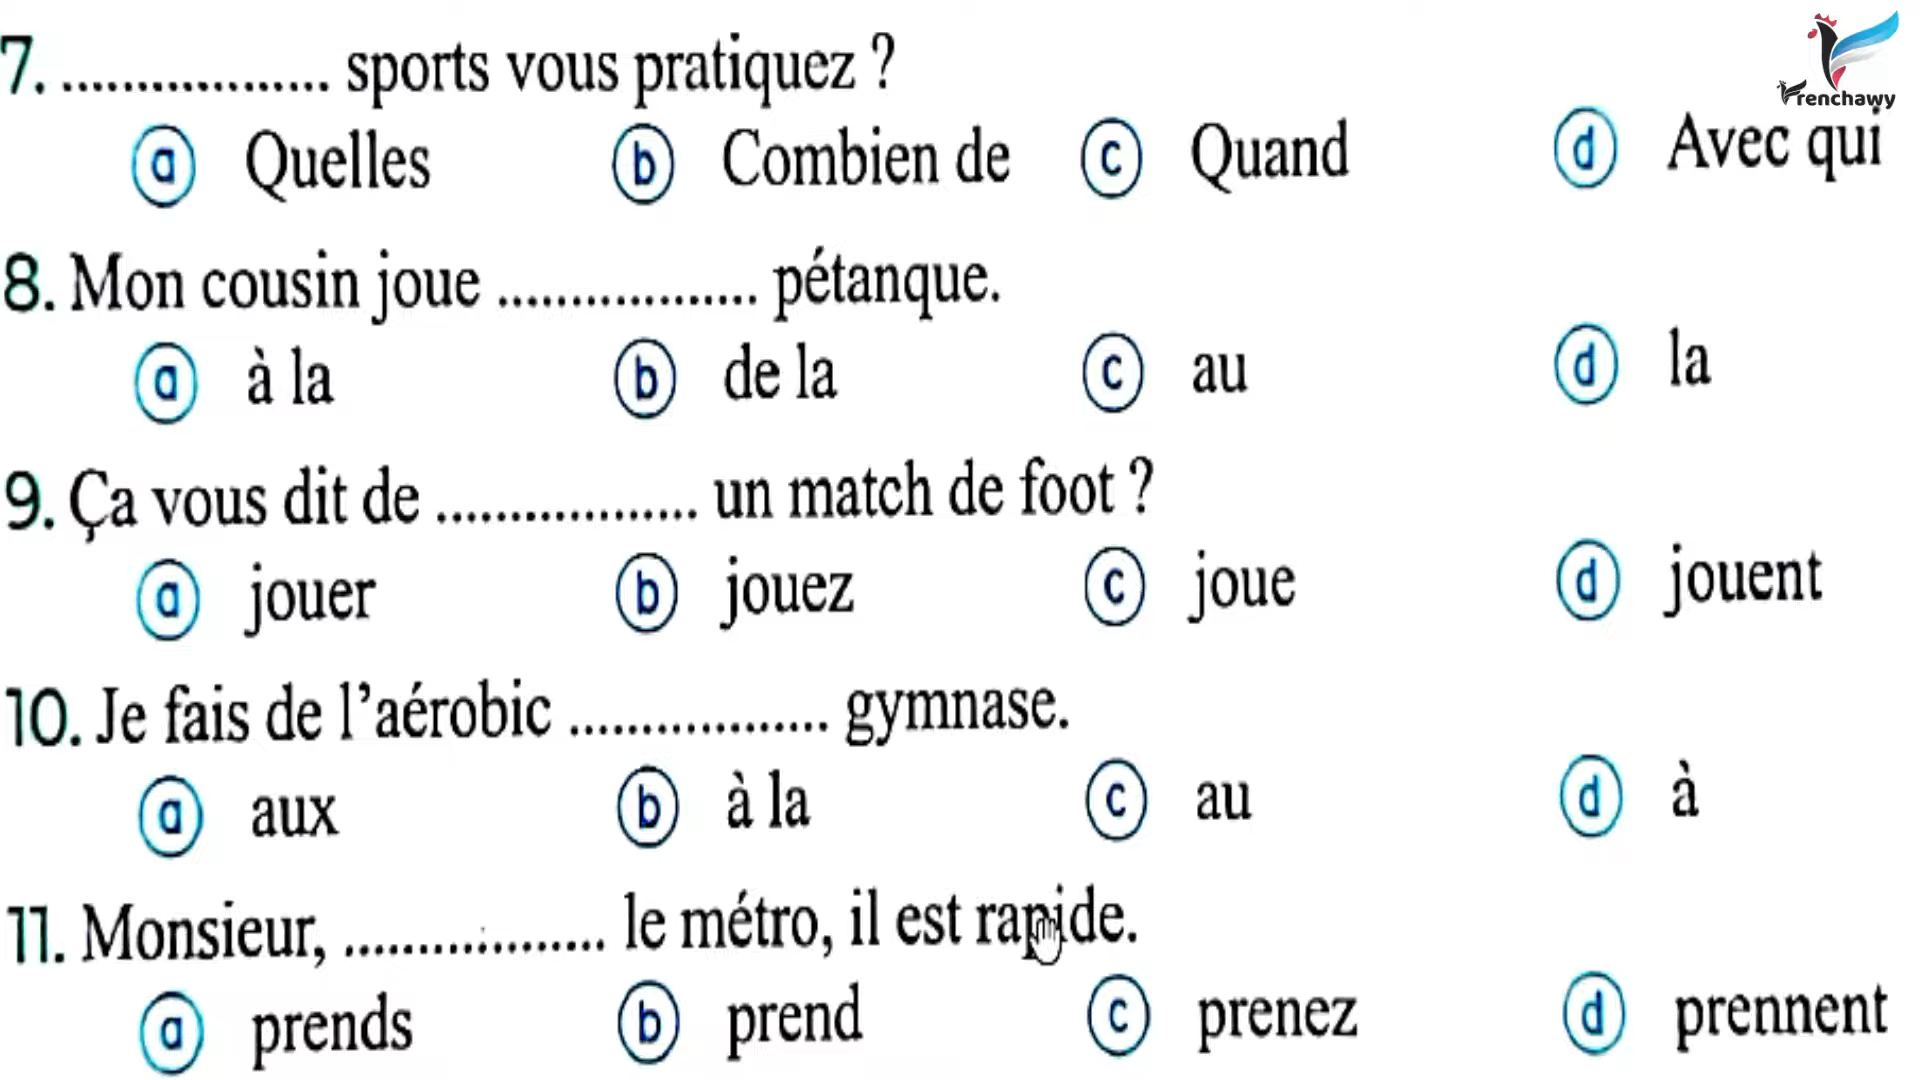 Frenchawy
7. .................. sports vous pratiquez ?
a Quelles b Combien de c Quand d Avec qui
8. Mon cousin joue .................. pétanque.
a à la b de la c au d la
9. Ça vous dit de .................. un match de foot ?
a jouer b jouez c joue d jouent
10. Je fais de l’aérobic .................. gymnase.
a aux b à la c au d à
11. Monsieur, .................. le métro, il est rapide.
a prends b prend c prenez d prennent